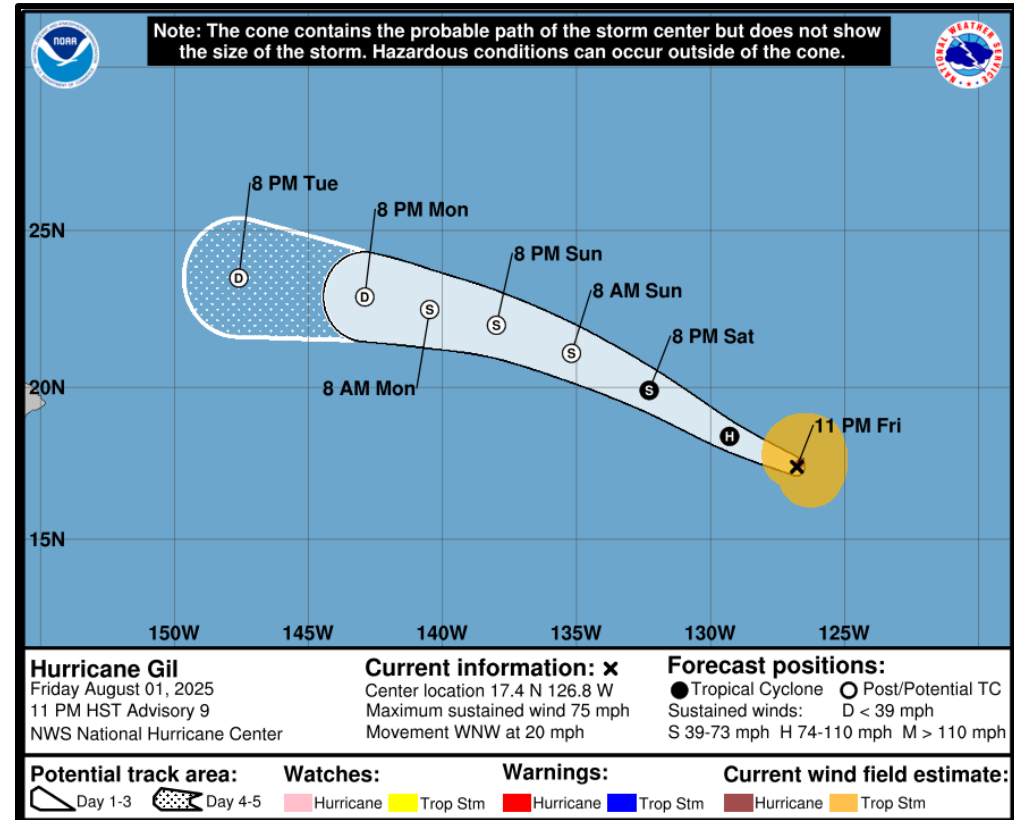 Note: The cone contains the probable path of the storm center but does not show
the size of the storm. Hazardous conditions can occur outside of the cone.
NOAA
NATIONAL WEATHER SERVICE
8 PM Tue
8 PM Mon
25N
8 PM Sun
8 AM Sun
D
D
8 PM Sat
S
S
S
8 AM Mon
20N
S
11 PM Fri
H
15N
150W 145W 140W 135W 130W 125W
Hurricane Gil
Friday August 01, 2025
11 PM HST Advisory 9
NWS National Hurricane Center
Current information: ×
Center location 17.4 N 126.8 W
Maximum sustained wind 75 mph
Movement WNW at 20 mph
Forecast positions:
Tropical Cyclone Post/Potential TC
Sustained winds: D < 39 mph
S 39-73 mph H 74-110 mph M > 110 mph
Potential track area:
Day 1-3 Day 4-5
Watches:
Hurricane Trop Stm
Warnings:
Hurricane Trop Stm
Current wind field estimate:
Hurricane Trop Stm